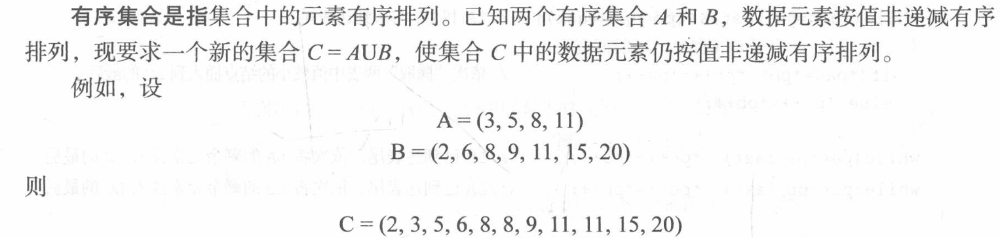 有序集合是指集合中的元素有序排列。已知两个有序集合 A 和 B，数据元素按值非递减有序
排列，现要求一个新的集合 C = A∪B，使集合 C 中的数据元素仍按值非递减有序排列。
例如，设
A = (3, 5, 8, 11)
B = (2, 6, 8, 9, 11, 15, 20)
则
C = (2, 3, 5, 6, 8, 8, 9, 11, 11, 15, 20)